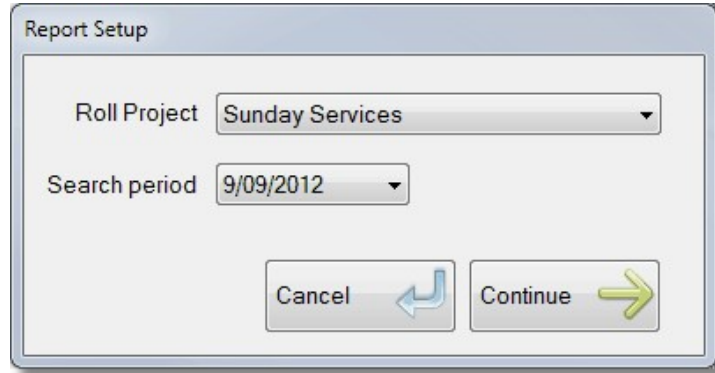 Report Setup
Roll Project Sunday Services
Search period 9/09/2012
Cancel Continue